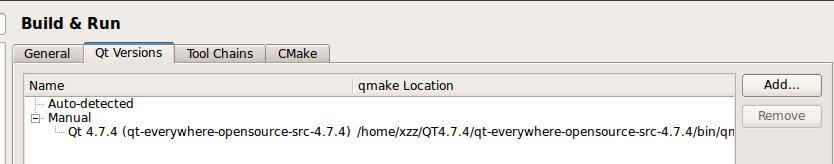 Build & Run
General Qt Versions Tool Chains CMake
Name qmake Location Add...
Auto-detected
Manual Remove
Qt 4.7.4 (qt-everywhere-opensource-src-4.7.4) /home/xzz/QT4.7.4/qt-everywhere-opensource-src-4.7.4/bin/qm